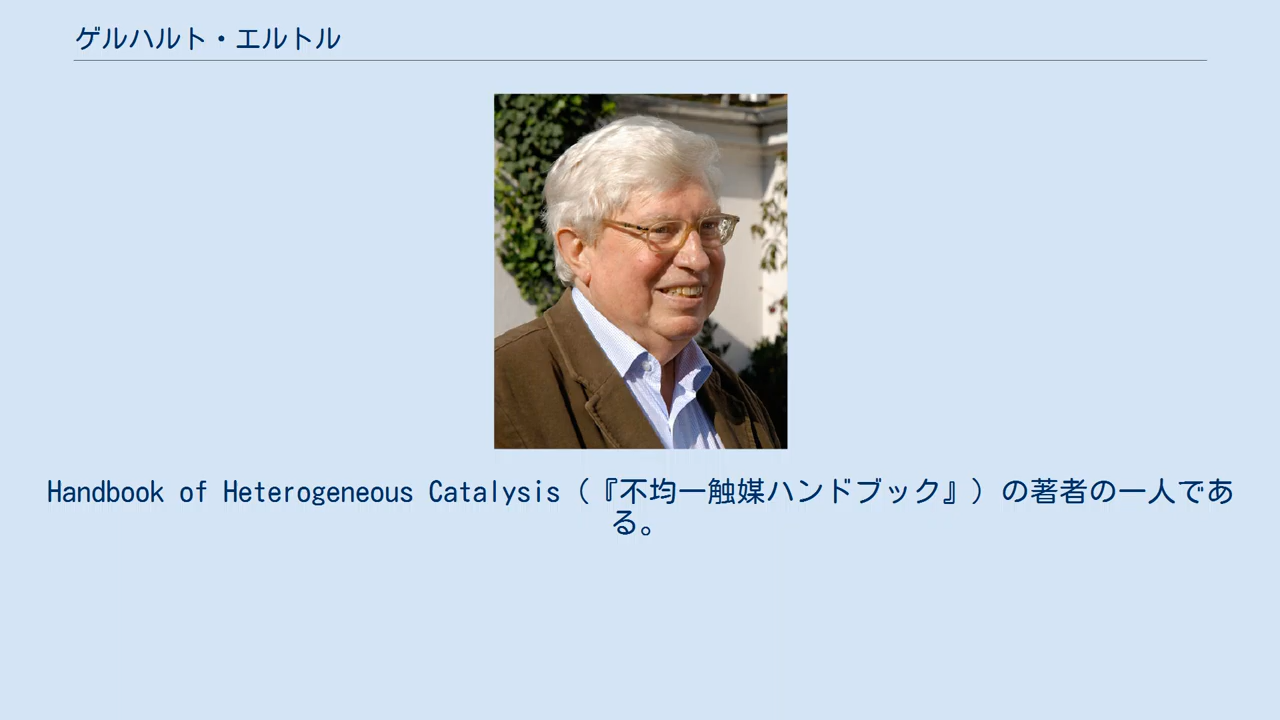 ゲルハルト・エルトル
Handbook of Heterogeneous Catalysis（『不均一触媒ハンドブック』）の著者の一人であ
る。